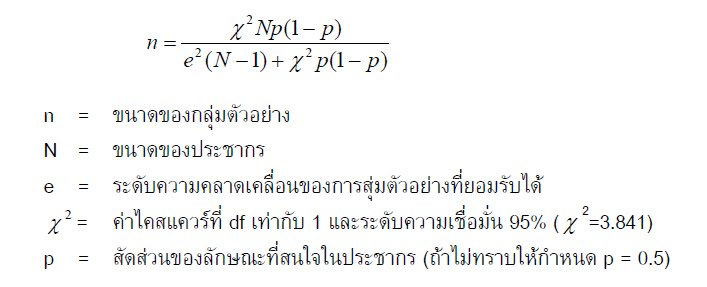 n = χ²Np(1−p) / e²(N−1)+χ²p(1−p)
n = ขนาดของกลุ่มตัวอย่าง
N = ขนาดของประชากร
e = ระดับความคลาดเคลื่อนของการสุ่มตัวอย่างที่ยอมรับได้
χ² = ค่าไคสแควร์ที่ df เท่ากับ 1 และระดับความเชื่อมั่น 95% (χ²=3.841)
p = สัดส่วนของลักษณะที่สนใจในประชากร (ถ้าไม่ทราบให้กำหนด p = 0.5)